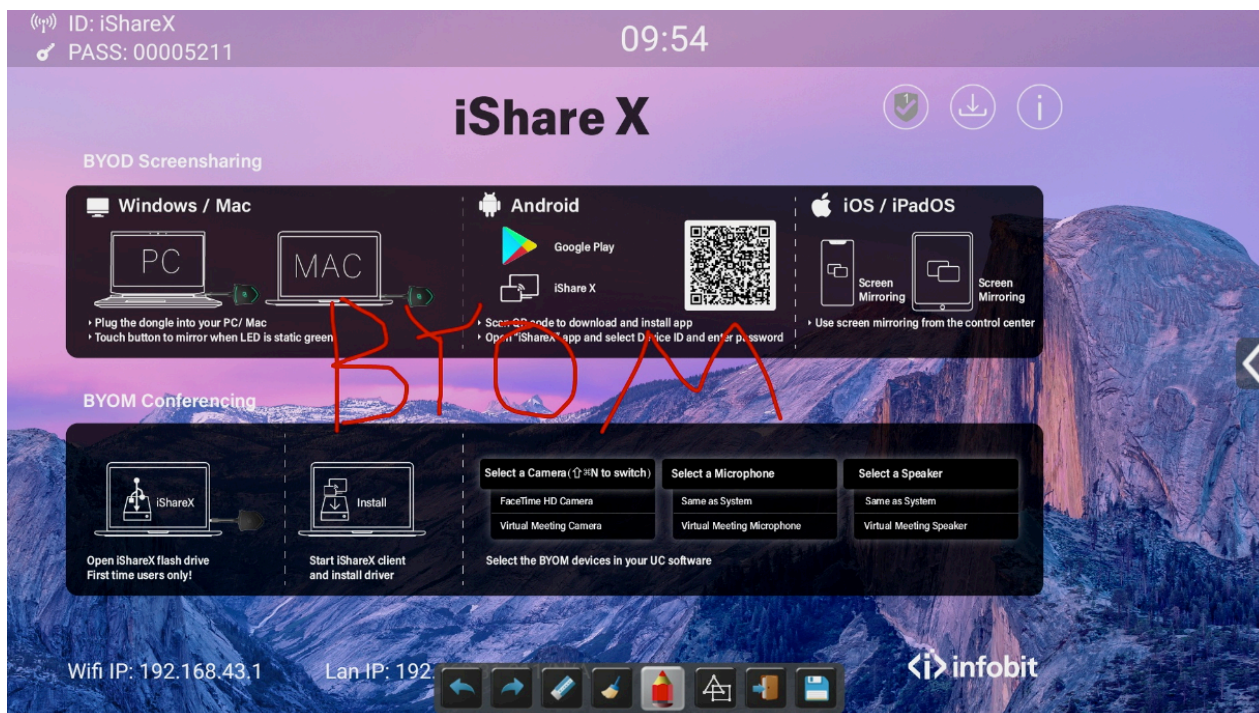 ID: iShareX
PASS: 00005211
09:54
iShare X
1
i
BYOD Screensharing
Windows / Mac
PC
MAC
‣ Plug the dongle into your PC/ Mac
‣ Touch button to mirror when LED is static green
Android
Google Play
iShare X
‣ Scan QR code to download and install app
‣ Open "iShareX" app and select Device ID and enter password
iOS / iPadOS
Screen
Mirroring
Screen
Mirroring
‣ Use screen mirroring from the control center
BYOM
BYOM Conferencing
iShareX
Open iShareX flash drive
First time users only!
Install
Start iShareX client
and install driver
Select a Camera(⇧⌘N to switch)
FaceTime HD Camera
Virtual Meeting Camera
Select a Microphone
Same as System
Virtual Meeting Microphone
Select a Speaker
Same as System
Virtual Meeting Speaker
Select the BYOM devices in your UC software
Wifi IP: 192.168.43.1
Lan IP: 192.
<i>infobit